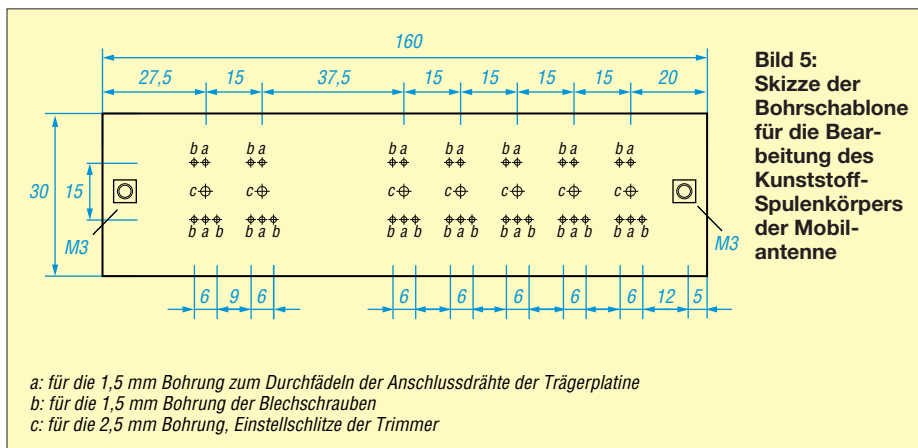 160
27,5 15 37,5 15 15 15 15 20
Bild 5:
Skizze der
Bohrschablone
für die Bear-
beitung des
Kunststoff-
Spulenkörpers
der Mobil-
antenne
b a b a b a b a b a b a b a
30 15 c c c c c c c
b a b b a b b a b b a b b a b b a b b a b
M3 M3
6 9 6 6 6 6 6 6 12 5
a: für die 1,5 mm Bohrung zum Durchfädeln der Anschlussdrähte der Trägerplatine
b: für die 1,5 mm Bohrung der Blechschrauben
c: für die 2,5 mm Bohrung, Einstellschlitze der Trimmer